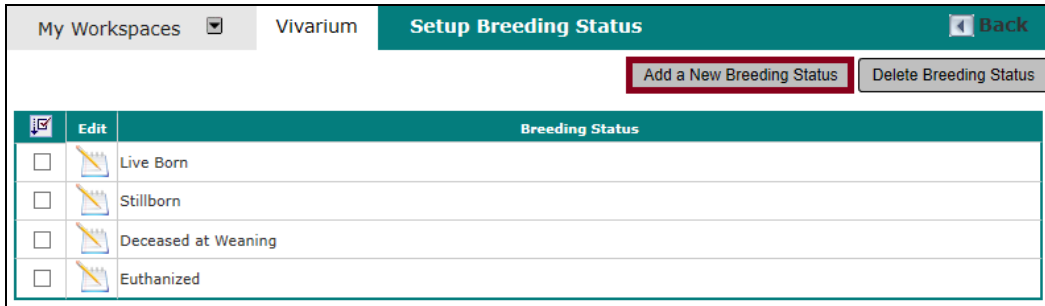 My Workspaces Vivarium Setup Breeding Status Back
Add a New Breeding Status Delete Breeding Status
Edit Breeding Status
Live Born
Stillborn
Deceased at Weaning
Euthanized